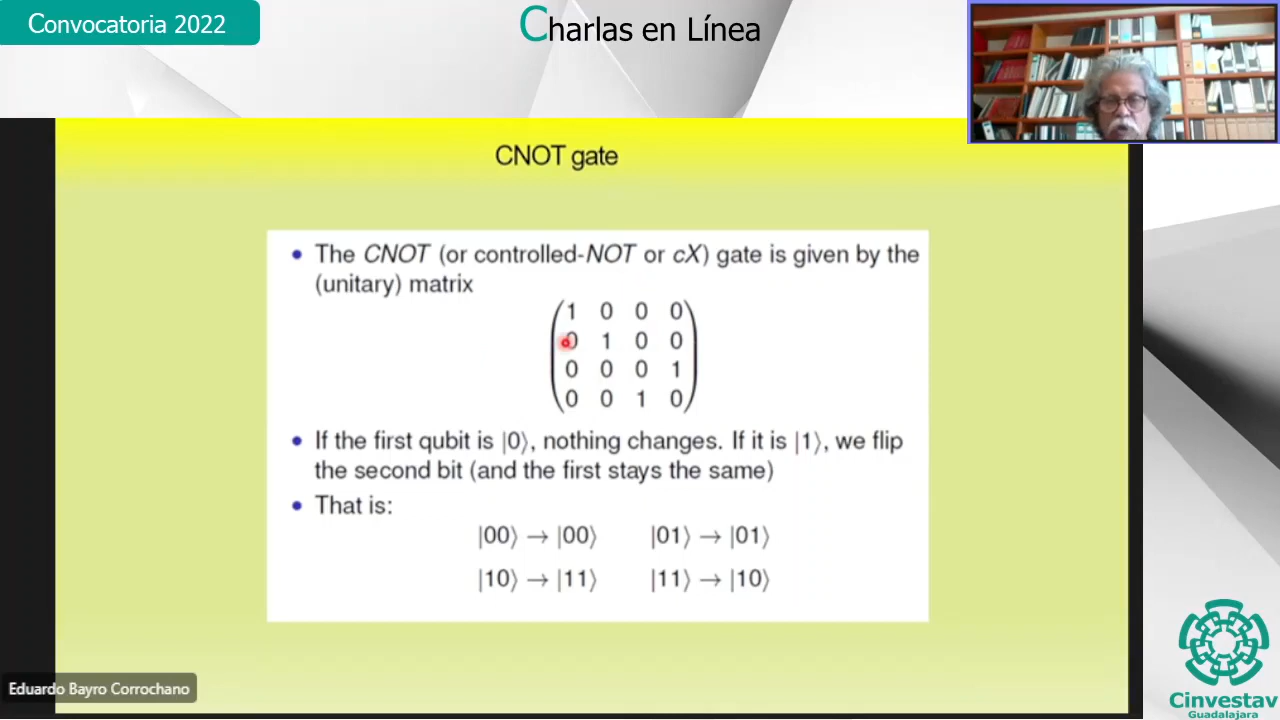 Convocatoria 2022
Charlas en Línea
CNOT gate
• The CNOT (or controlled-NOT or cX) gate is given by the
(unitary) matrix
1 0 0 0
0 1 0 0
0 0 0 1
0 0 1 0
• If the first qubit is |0⟩, nothing changes. If it is |1⟩, we flip
the second bit (and the first stays the same)
• That is:
|00⟩ → |00⟩ |01⟩ → |01⟩
|10⟩ → |11⟩ |11⟩ → |10⟩
Eduardo Bayro Corrochano
Cinvestav
Guadalajara